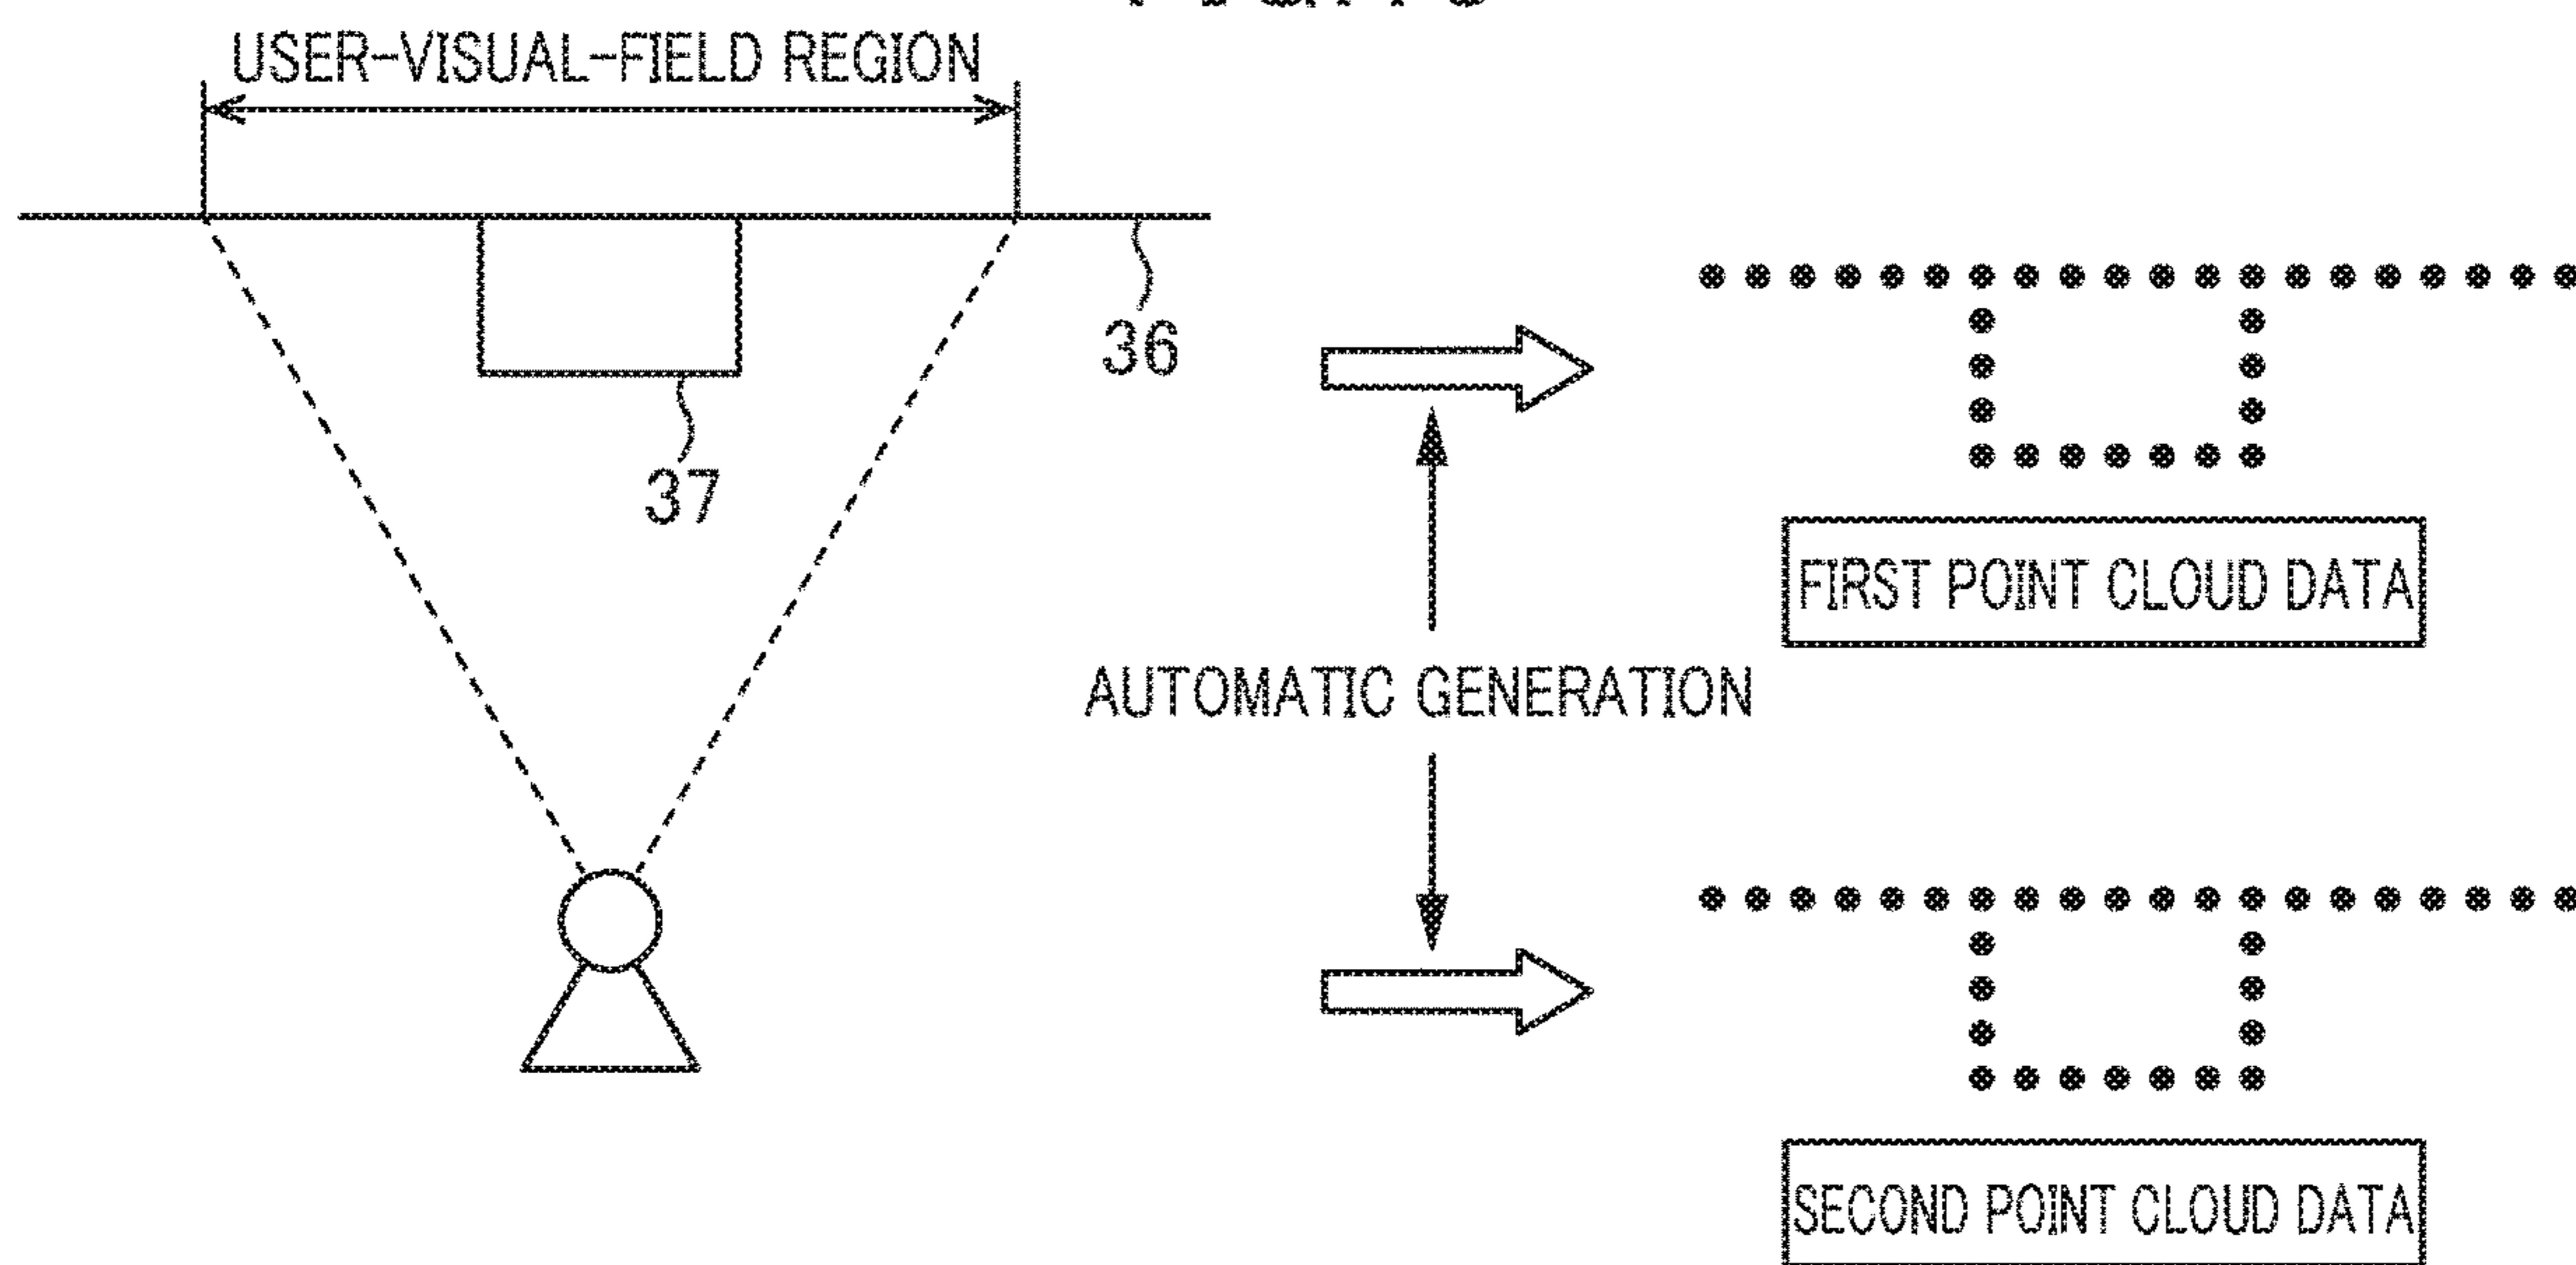 USER-VISUAL-FIELD REGION
36
37
FIRST POINT CLOUD DATA
AUTOMATIC GENERATION
SECOND POINT CLOUD DATA